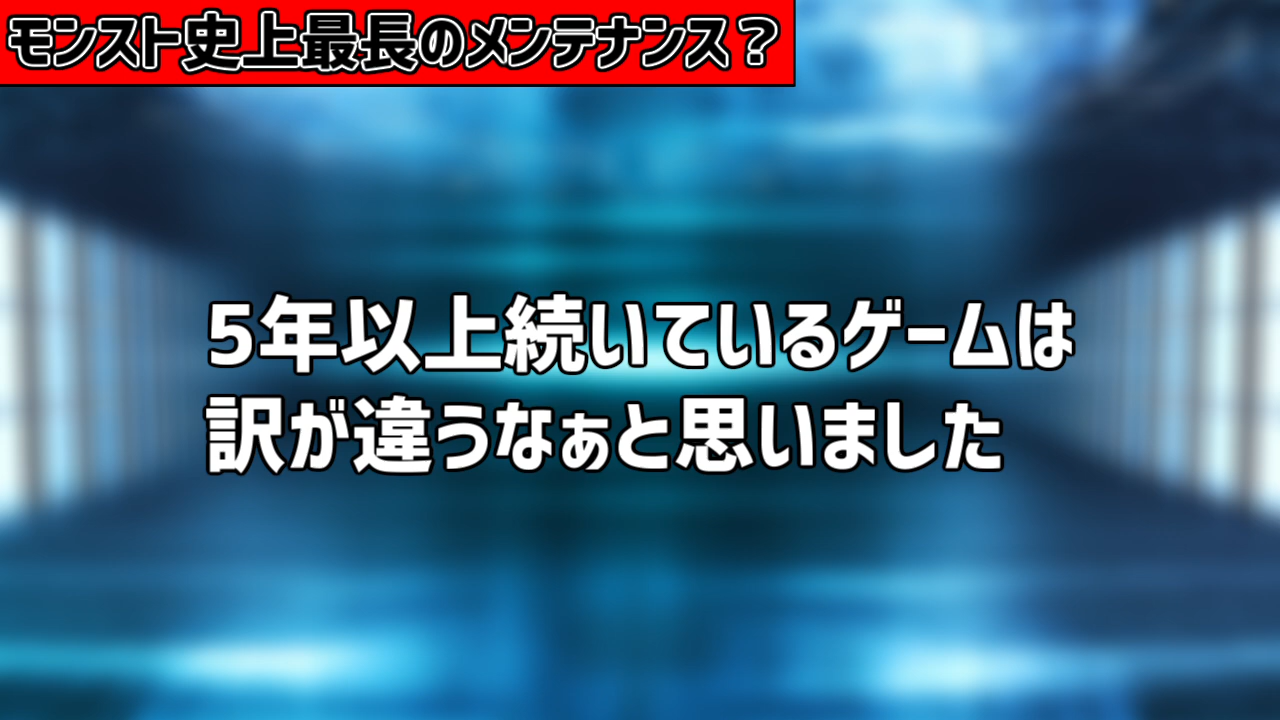 モンスト史上最長のメンテナンス？
5年以上続いているゲームは
訳が違うなぁと思いました